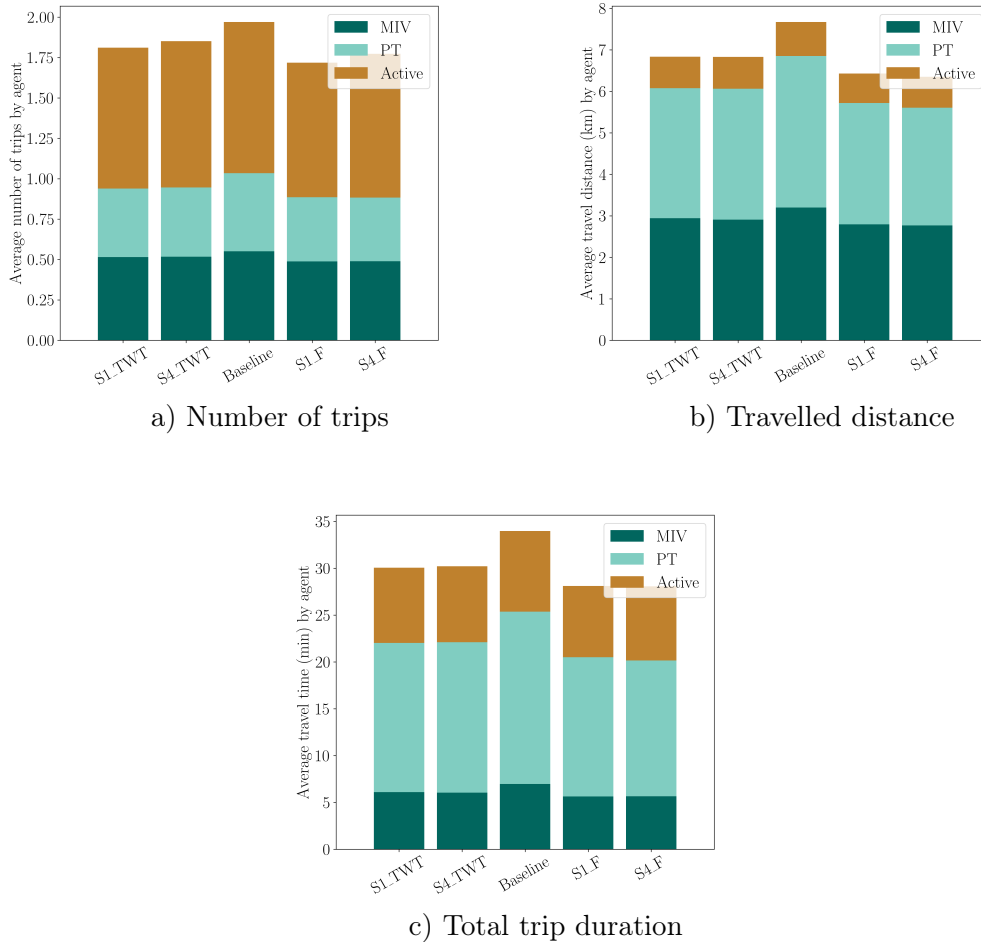 Average number of trips by agent
2.00
1.75
1.50
1.25
1.00
0.75
0.50
0.25
0.00
MIV
PT
Active
S1_TWT
S4_TWT
Baseline
S1_F
S4_F
a) Number of trips
Average travel distance (km) by agent
8
7
6
5
4
3
2
1
0
MIV
PT
Active
S1_TWT
S4_TWT
Baseline
S1_F
S4_F
b) Travelled distance
Average travel time (min) by agent
35
30
25
20
15
10
5
0
MIV
PT
Active
S1_TWT
S4_TWT
Baseline
S1_F
S4_F
c) Total trip duration